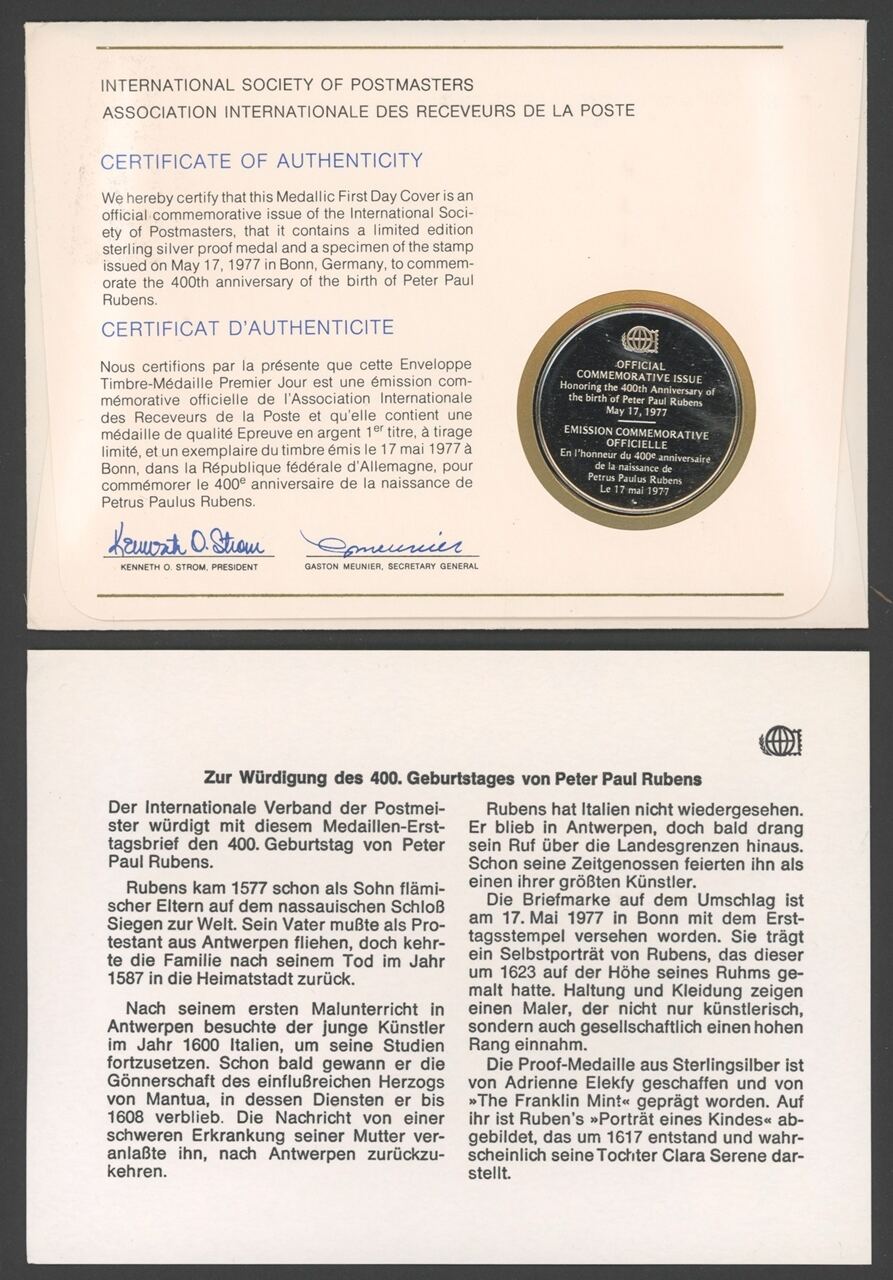 INTERNATIONAL SOCIETY OF POSTMASTERS
ASSOCIATION INTERNATIONALE DES RECEVEURS DE LA POSTE
CERTIFICATE OF AUTHENTICITY
We hereby certify that this Medallic First Day Cover is an
official commemorative issue of the International Soci-
ety of Postmasters, that it contains a limited edition
sterling silver proof medal and a specimen of the stamp
issued on May 17, 1977 in Bonn, Germany, to commem-
orate the 400th anniversary of the birth of Peter Paul
Rubens.
CERTIFICAT D'AUTHENTICITE
Nous certifions par la présente que cette Enveloppe
Timbre-Médaille Premier Jour est une émission com-
mémorative officielle de l'Association Internationale
des Receveurs de la Poste et qu'elle contient une
médaille de qualité Epreuve en argent 1er titre, à tirage
limité, et un exemplaire du timbre émis le 17 mai 1977 à
Bonn, dans la République fédérale d'Allemagne, pour
commémorer le 400e anniversaire de la naissance de
Petrus Paulus Rubens.
Kenneth O. Strom
KENNETH O. STROM, PRESIDENT
GMeunier
GASTON MEUNIER, SECRETARY GENERAL
OFFICIAL
COMMEMORATIVE ISSUE
Honoring the 400th Anniversary of
the birth of Peter Paul Rubens
May 17, 1977
EMISSION COMMEMORATIVE
OFFICIELLE
En l'honneur du 400e anniversaire
de la naissance de
Petrus Paulus Rubens
Le 17 mai 1977
Zur Würdigung des 400. Geburtstages von Peter Paul Rubens
Der Internationale Verband der Postmei-
ster würdigt mit diesem Medaillen-Erst-
tagsbrief den 400. Geburtstag von Peter
Paul Rubens.
Rubens kam 1577 schon als Sohn flämi-
scher Eltern auf dem nassauischen Schloß
Siegen zur Welt. Sein Vater mußte als Pro-
testant aus Antwerpen fliehen, doch kehr-
te die Familie nach seinem Tod im Jahr
1587 in die Heimatstadt zurück.
Nach seinem ersten Malunterricht in
Antwerpen besuchte der junge Künstler
im Jahr 1600 Italien, um seine Studien
fortzusetzen. Schon bald gewann er die
Gönnerschaft des einflußreichen Herzogs
von Mantua, in dessen Diensten er bis
1608 verblieb. Die Nachricht von einer
schweren Erkrankung seiner Mutter ver-
anlaßte ihn, nach Antwerpen zurückzu-
kehren.
Rubens hat Italien nicht wiedergesehen.
Er blieb in Antwerpen, doch bald drang
sein Ruf über die Landesgrenzen hinaus.
Schon seine Zeitgenossen feierten ihn als
einen ihrer größten Künstler.
Die Briefmarke auf dem Umschlag ist
am 17. Mai 1977 in Bonn mit dem Erst-
tagsstempel versehen worden. Sie trägt
ein Selbstporträt von Rubens, das dieser
um 1623 auf der Höhe seines Ruhms ge-
malt hatte. Haltung und Kleidung zeigen
einen Maler, der nicht nur künstlerisch,
sondern auch gesellschaftlich einen hohen
Rang einnahm.
Die Proof-Medaille aus Sterlingsilber ist
von Adrienne Elekfy geschaffen und von
»The Franklin Mint« geprägt worden. Auf
ihr ist Ruben's »Porträt eines Kindes« ab-
gebildet, das um 1617 entstand und wahr-
scheinlich seine Tochter Clara Serene dar-
stellt.